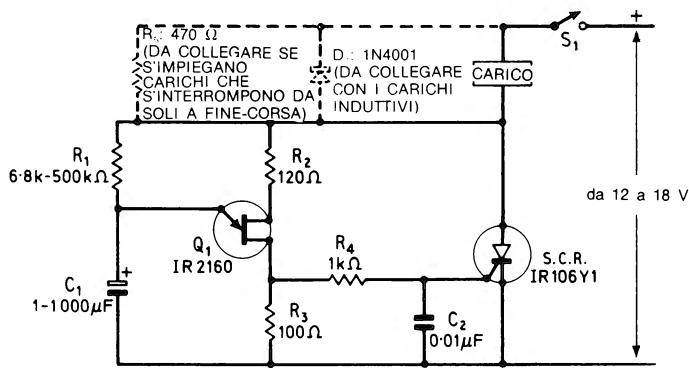 R : 470 Ω
(DA COLLEGARE SE
S'IMPIEGANO
CARICHI CHE
S'INTERROMPONO DA
SOLI A FINE-CORSA)
D : 1N4001
(DA COLLEGARE
CON I CARICHI
INDUTTIVI)
CARICO
S1
+
R1
6·8k-500kΩ
R2
120Ω
Q1
IR2160
R4
1kΩ
S.C.R.
IR106Y1
da 12 a 18 V
C1
+
1-1000µF
R3
100Ω
C2
0·01µF